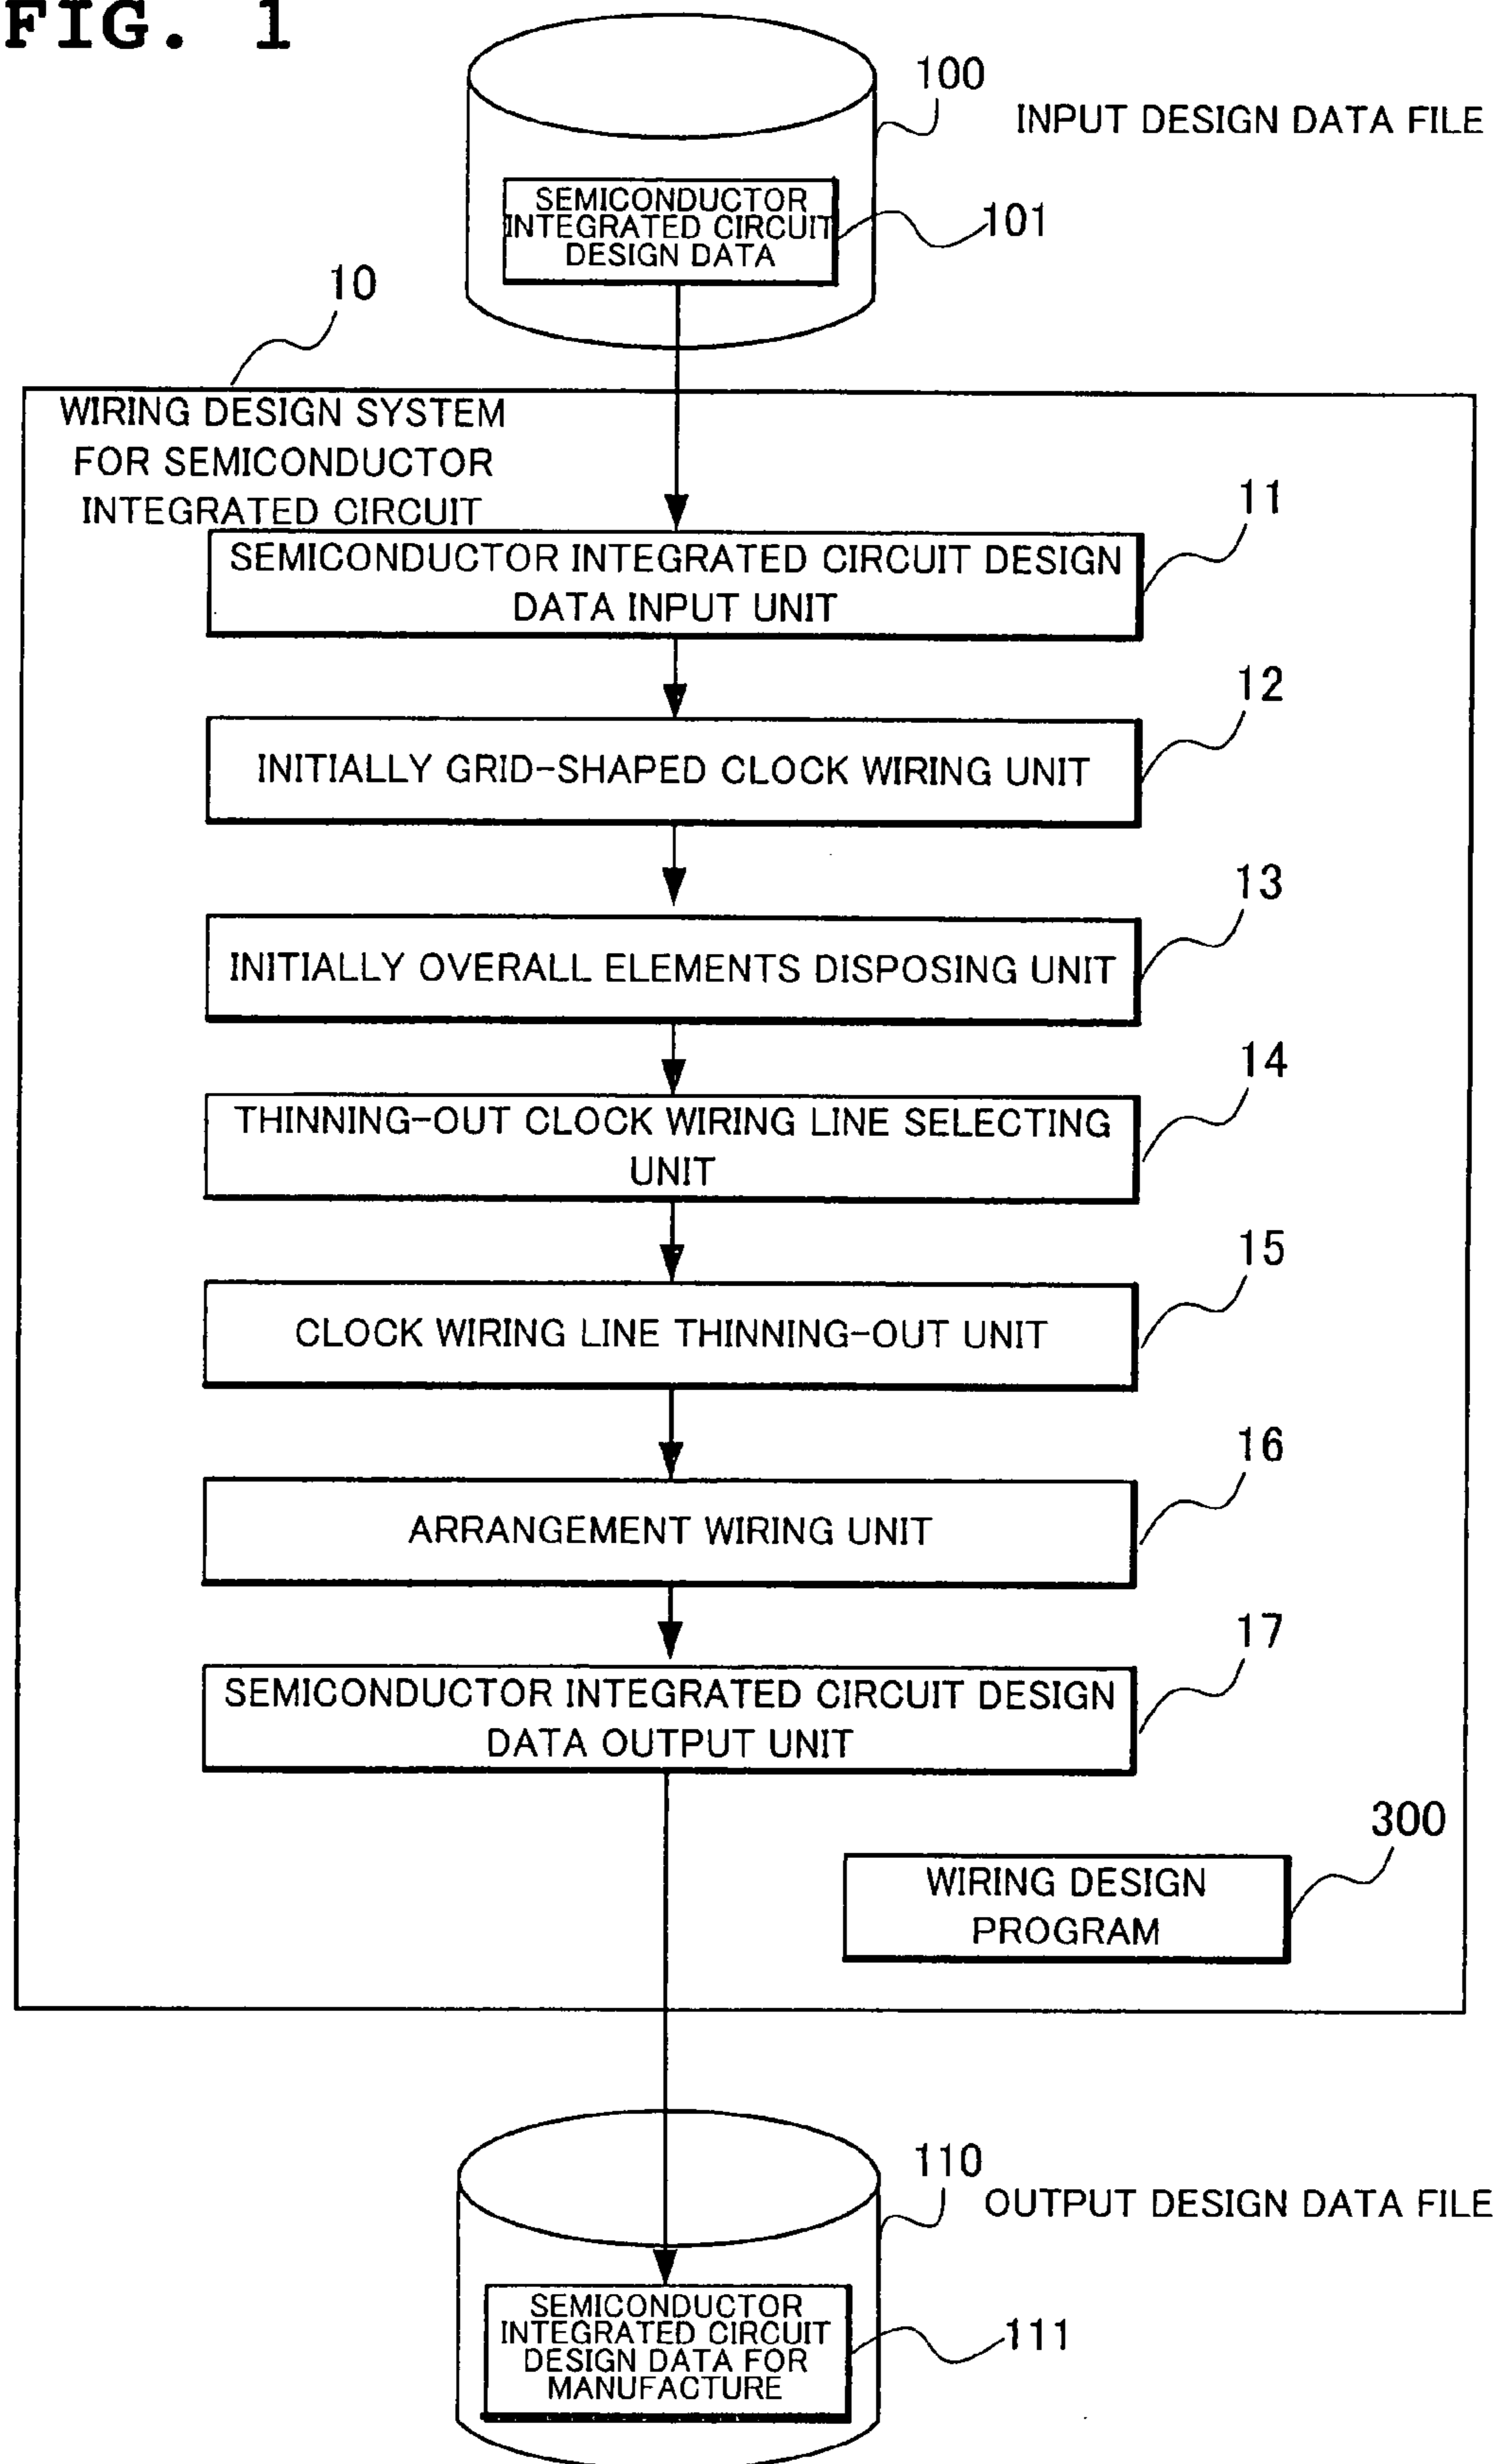 FIG. 1
100
INPUT DESIGN DATA FILE
SEMICONDUCTOR
INTEGRATED CIRCUIT
DESIGN DATA
101
10
WIRING DESIGN SYSTEM
FOR SEMICONDUCTOR
INTEGRATED CIRCUIT
11
SEMICONDUCTOR INTEGRATED CIRCUIT DESIGN
DATA INPUT UNIT
12
INITIALLY GRID-SHAPED CLOCK WIRING UNIT
13
INITIALLY OVERALL ELEMENTS DISPOSING UNIT
14
THINNING-OUT CLOCK WIRING LINE SELECTING
UNIT
15
CLOCK WIRING LINE THINNING-OUT UNIT
16
ARRANGEMENT WIRING UNIT
17
SEMICONDUCTOR INTEGRATED CIRCUIT DESIGN
DATA OUTPUT UNIT
300
WIRING DESIGN
PROGRAM
110
OUTPUT DESIGN DATA FILE
SEMICONDUCTOR
INTEGRATED CIRCUIT
DESIGN DATA FOR
MANUFACTURE
111